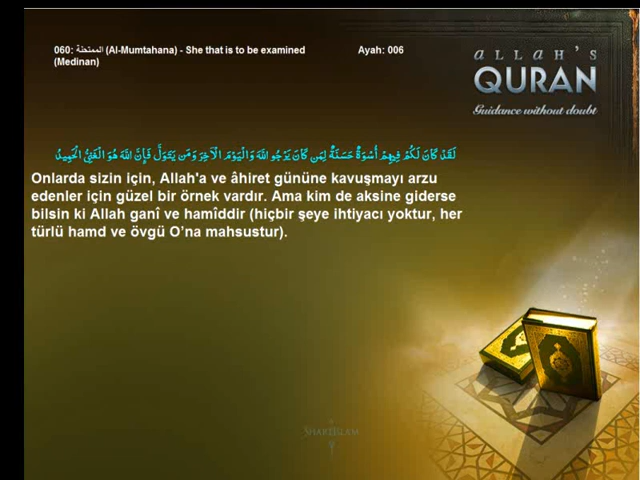 060: الممتحنة (Al-Mumtahana) - She that is to be examined
(Medinan)
Ayah: 006
ALLAH'S
QURAN
Guidance without doubt
لَقَدْ كَانَ لَكُمْ فِيهِمْ أُسْوَةٌ حَسَنَةٌ لِمَن كَانَ يَرْجُو اللَّهَ وَالْيَوْمَ الْآخِرَ وَمَن يَتَوَلَّ فَإِنَّ اللَّهَ هُوَ الْغَنِيُّ الْحَمِيدُ
Onlarda sizin için, Allah'a ve âhiret gününe kavuşmayı arzu
edenler için güzel bir örnek vardır. Ama kim de aksine giderse
bilsin ki Allah ganî ve hamîddir (hiçbir şeye ihtiyacı yoktur, her
türlü hamd ve övgü O’na mahsustur).
SHAREISLAM